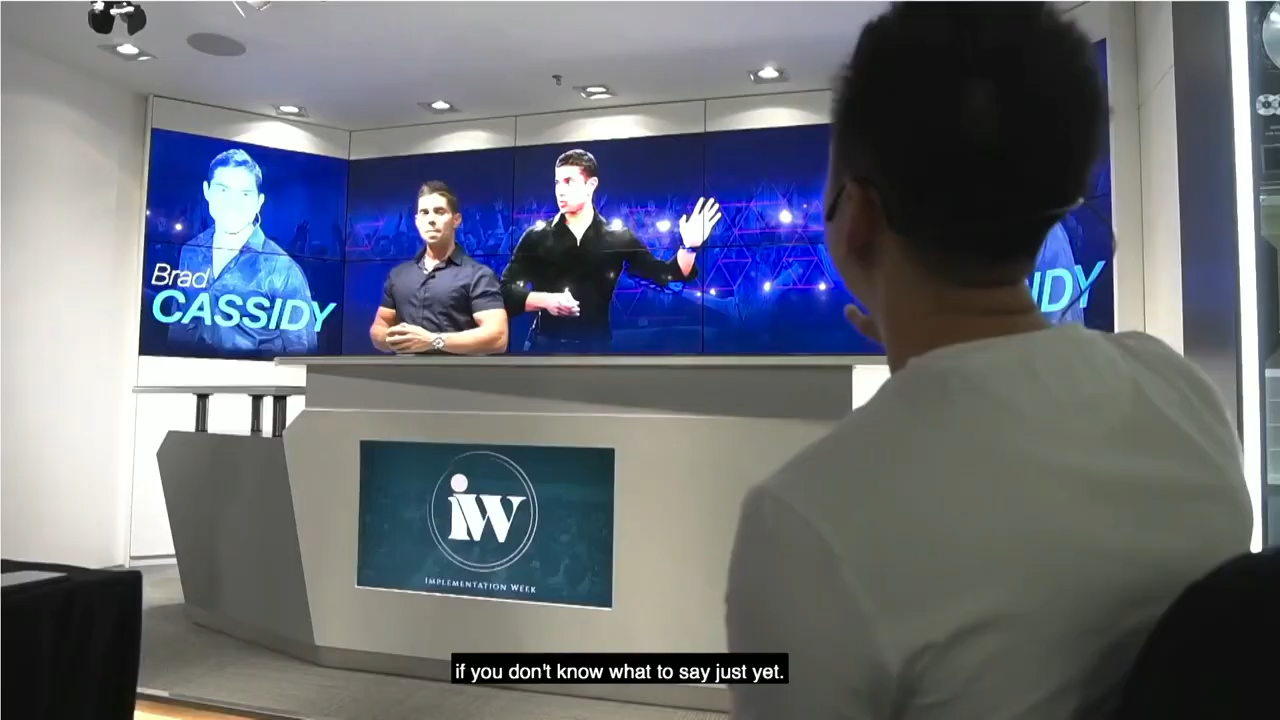 Brad
CASSIDY
IDY
iW
IMPLEMENTATION WEEK
if you don't know what to say just yet.